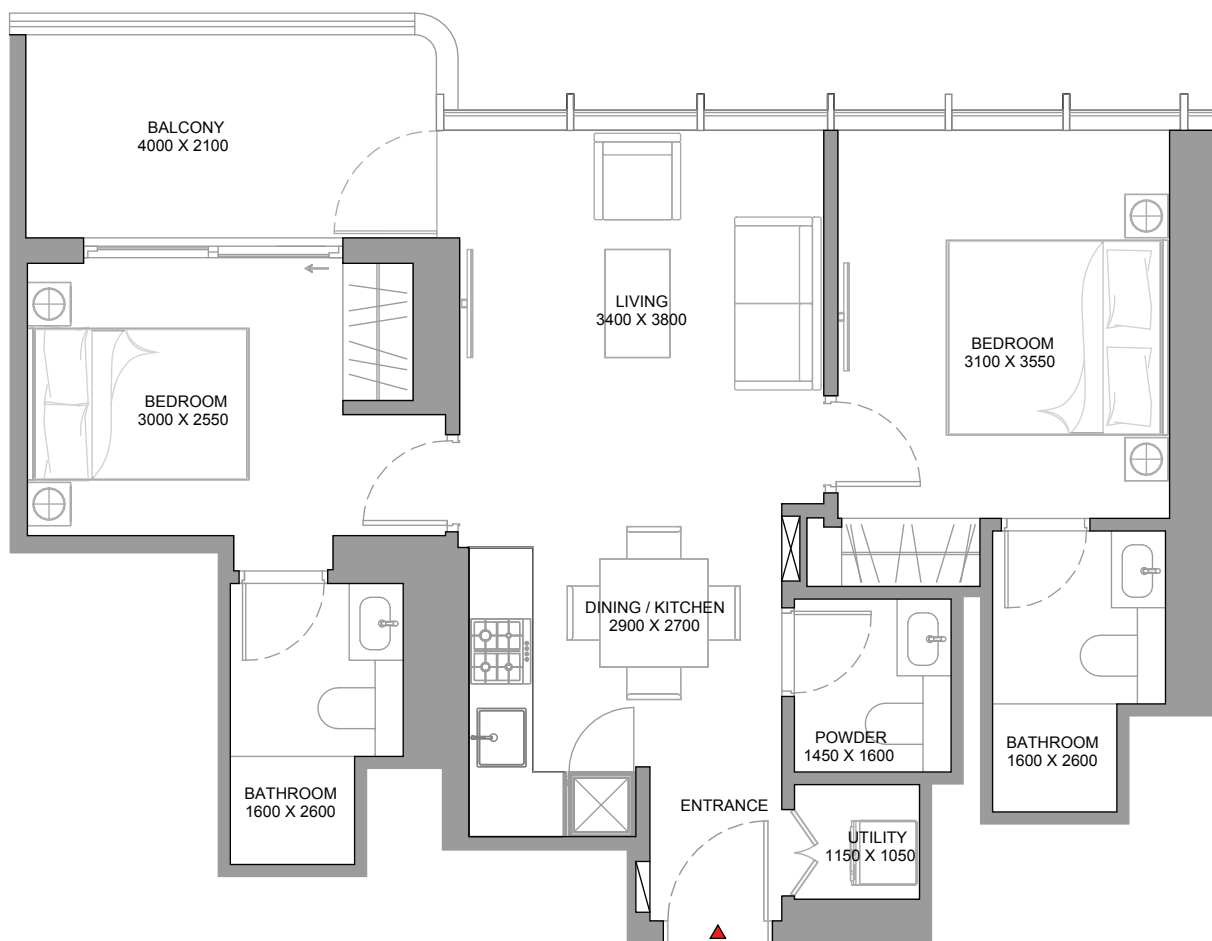 BALCONY
4000 X 2100
LIVING
3400 X 3800
BEDROOM
3100 X 3550
BEDROOM
3000 X 2550
DINING / KITCHEN
2900 X 2700
POWDER
1450 X 1600
BATHROOM
1600 X 2600
BATHROOM
1600 X 2600
ENTRANCE
UTILITY
1150 X 1050